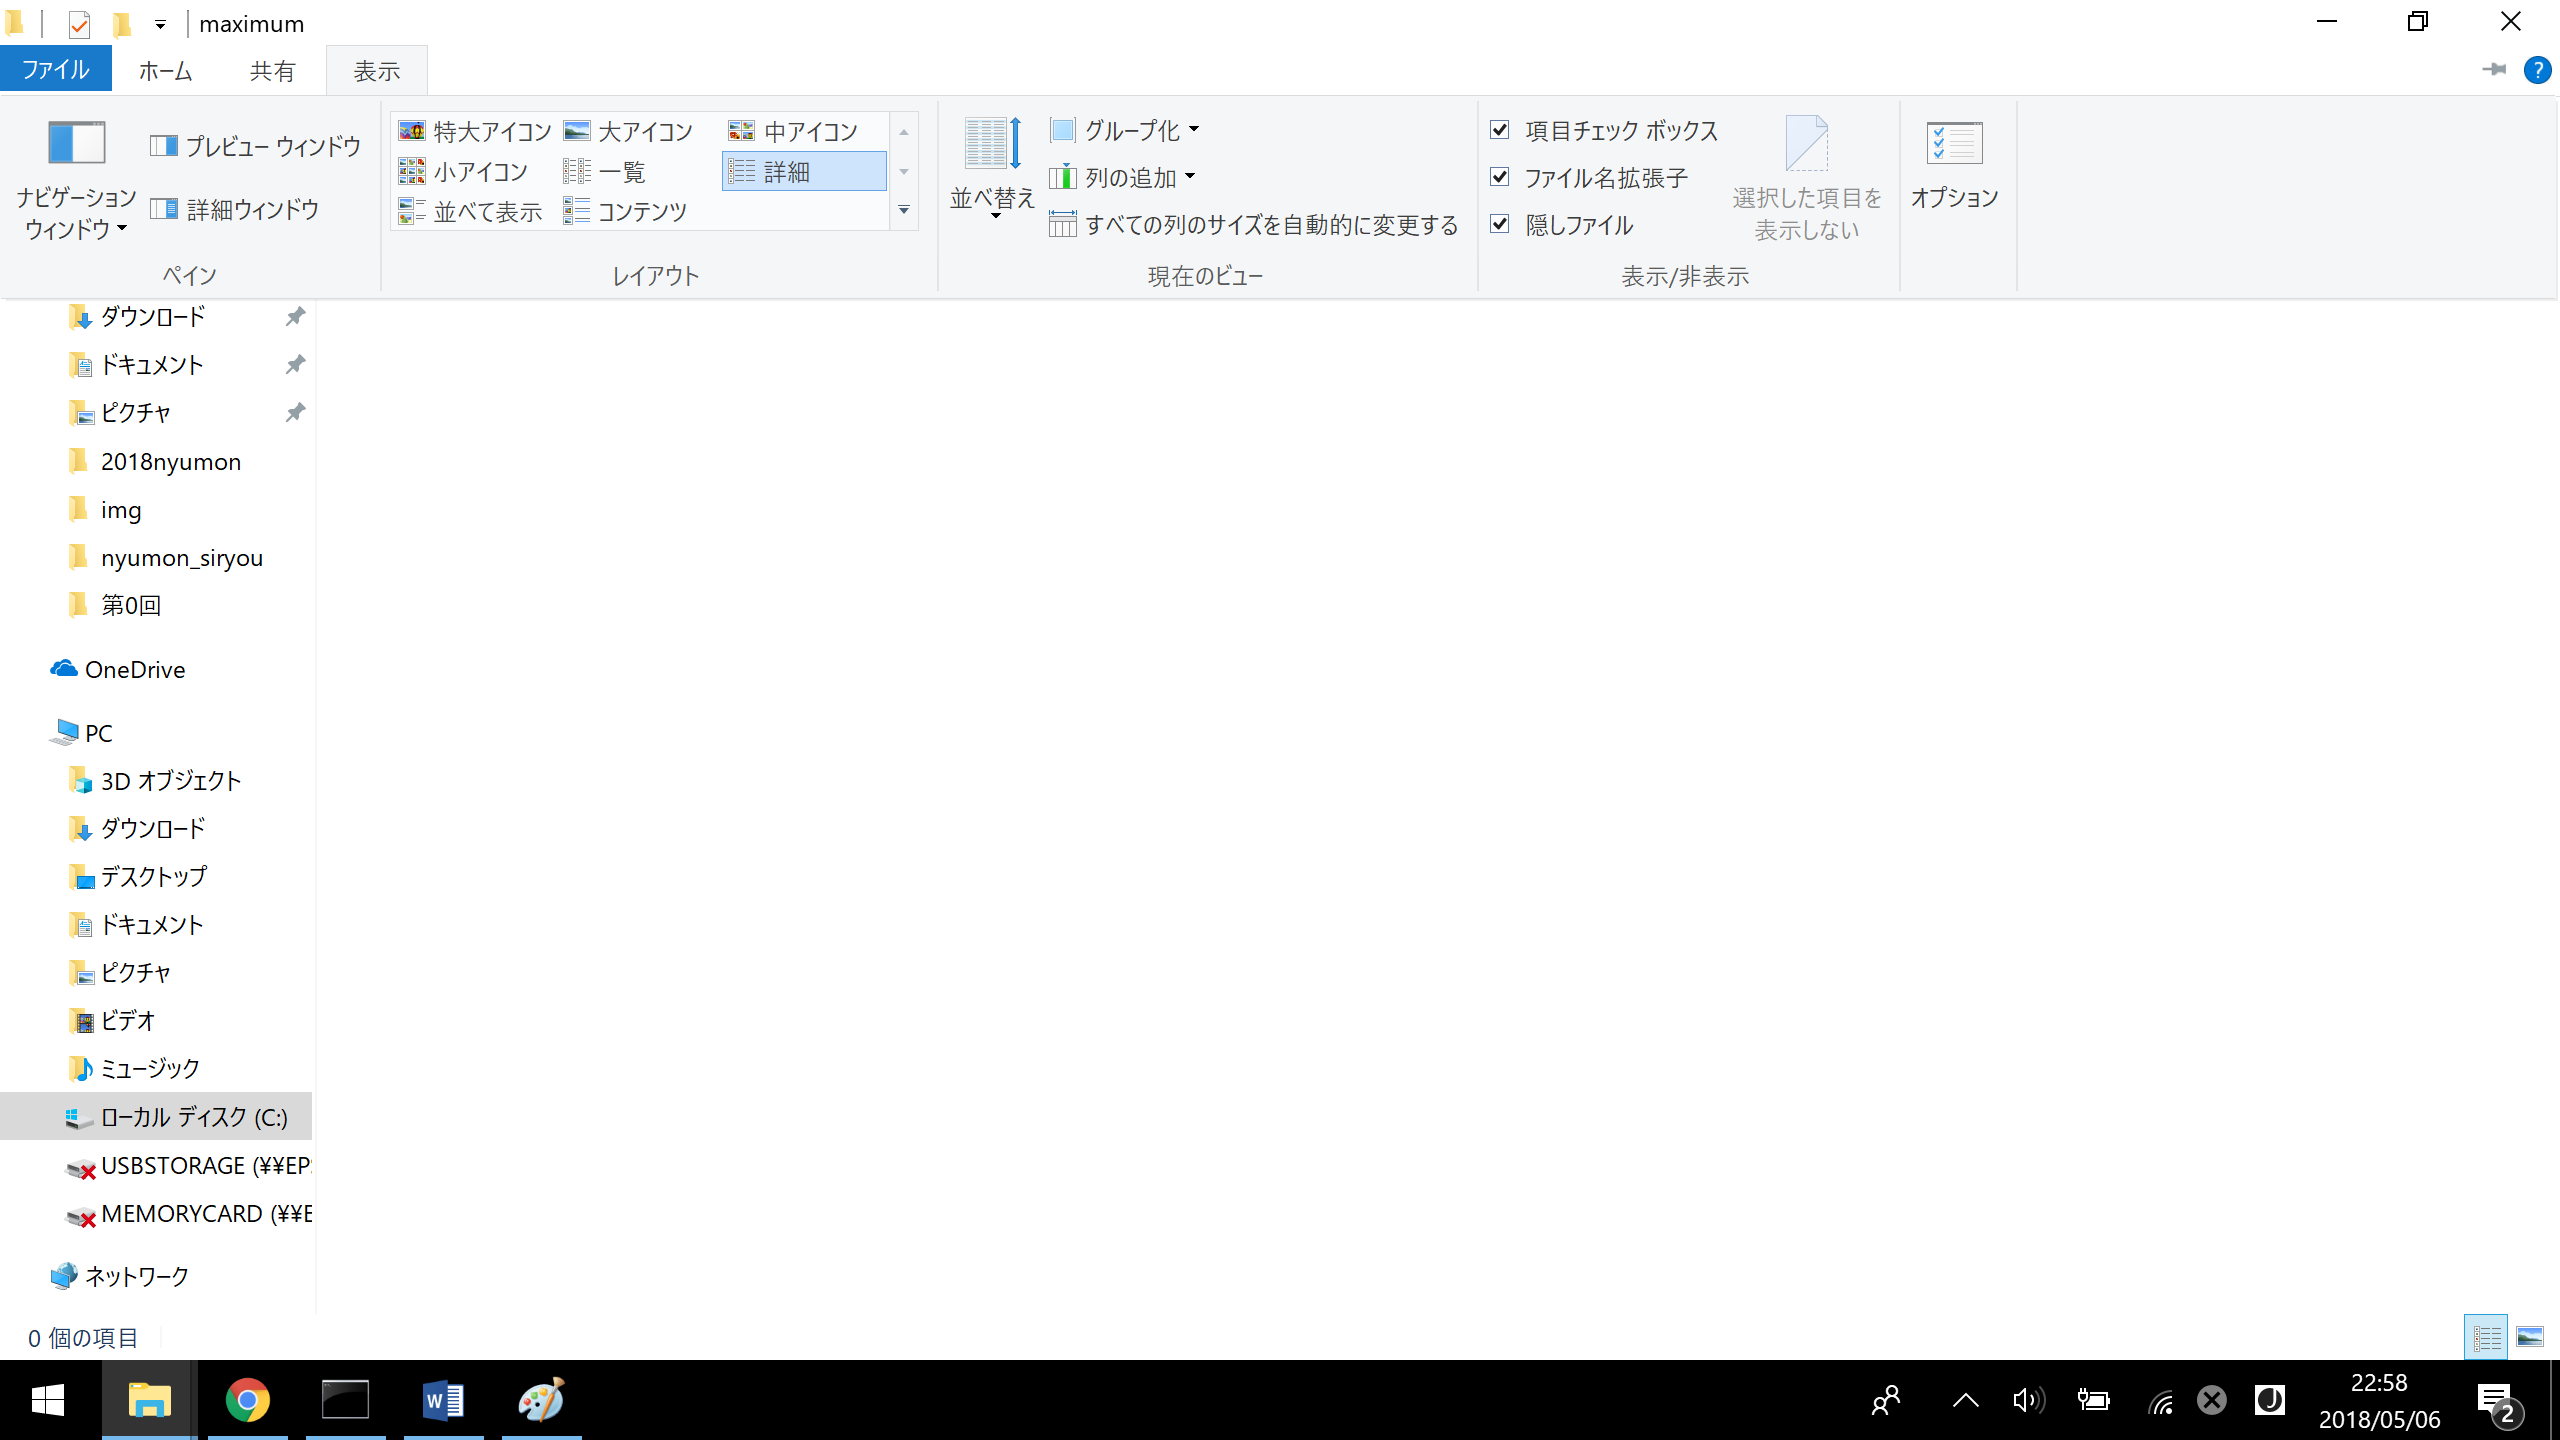 maximum
ファイル ホーム 共有 表示
ナビゲーション
ウィンドウ
プレビュー ウィンドウ
詳細ウィンドウ
ペイン
特大アイコン 大アイコン 中アイコン
小アイコン 一覧 詳細
並べて表示 コンテンツ
レイアウト
並べ替え
グループ化
列の追加
すべての列のサイズを自動的に変更する
現在のビュー
項目チェック ボックス
ファイル名拡張子
隠しファイル
選択した項目を
表示しない
表示/非表示
オプション
ダウンロード
ドキュメント
ピクチャ
2018nyumon
img
nyumon_siryou
第0回
OneDrive
PC
3D オブジェクト
ダウンロード
デスクトップ
ドキュメント
ピクチャ
ビデオ
ミュージック
ローカル ディスク (C:)
USBSTORAGE (¥¥EP
MEMORYCARD (¥¥E
ネットワーク
0 個の項目
22:58
2018/05/06
2